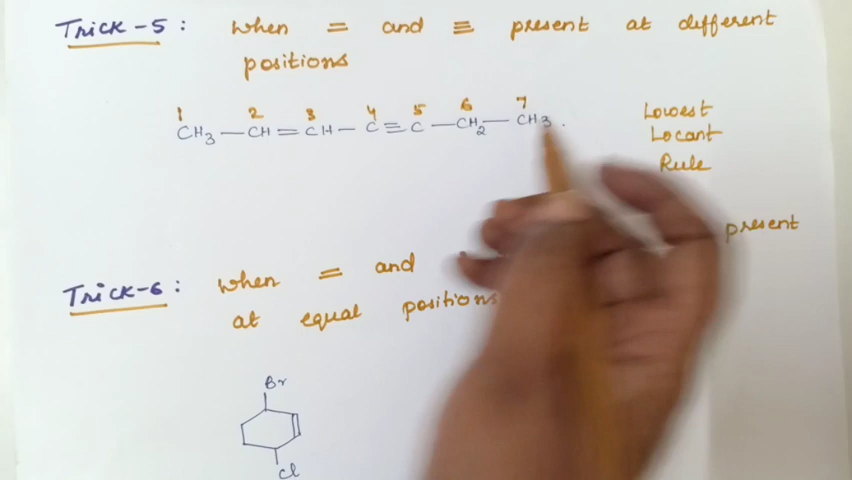 Trick-5: when = and ≡ present at different
positions
1 2 3 4 5 6 7
CH3 — CH = CH — C ≡ C — CH2 — CH3.
Lowest
Locant
Rule
Trick-6: when = and present
at equal positions
Br
Cl